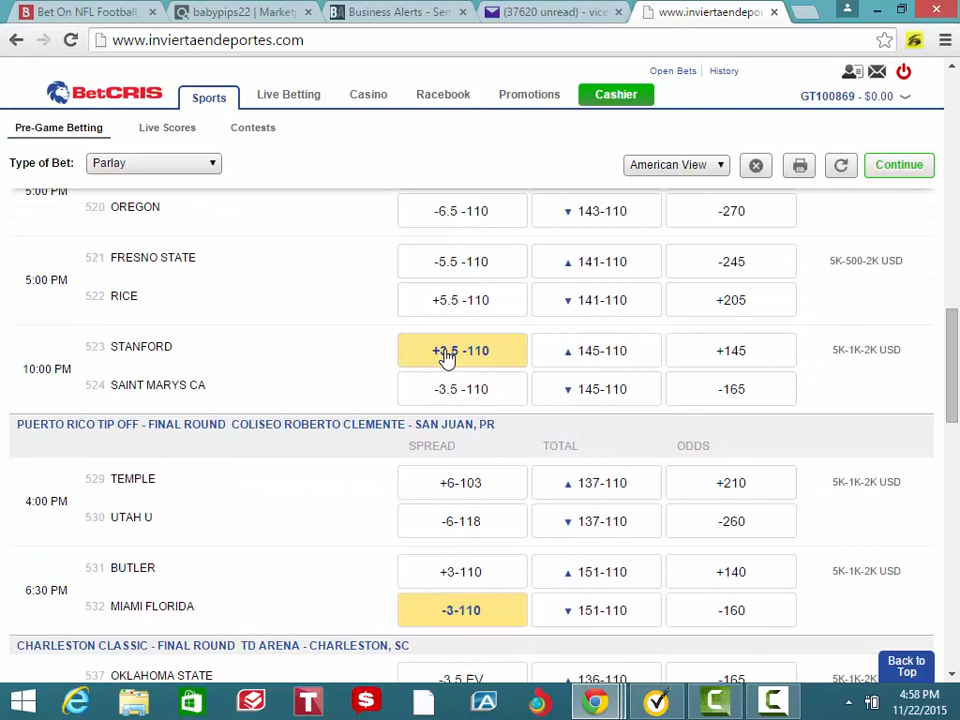 Bet On NFL Football, × babypips22 | Market × Business Alerts - Sen × (37620 unread) - vice × www.inviertaendeporte ×
www.inviertaendeportes.com
Open Bets | History
BetCRIS Sports Live Betting Casino Racebook Promotions Cashier GT100869 - $0.00
Pre-Game Betting Live Scores Contests
Type of Bet: Parlay American View Continue
5:00 PM
520 OREGON -6.5 -110 ▼ 143-110 -270
521 FRESNO STATE -5.5 -110 ▲ 141-110 -245 5K-500-2K USD
5:00 PM
522 RICE +5.5 -110 ▼ 141-110 +205
523 STANFORD +3.5 -110 ▲ 145-110 +145 5K-1K-2K USD
10:00 PM
524 SAINT MARYS CA -3.5 -110 ▼ 145-110 -165
PUERTO RICO TIP OFF - FINAL ROUND COLISEO ROBERTO CLEMENTE - SAN JUAN, PR
SPREAD TOTAL ODDS
529 TEMPLE +6-103 ▲ 137-110 +210 5K-1K-2K USD
4:00 PM
530 UTAH U -6-118 ▼ 137-110 -260
531 BUTLER +3-110 ▲ 151-110 +140 5K-1K-2K USD
6:30 PM
532 MIAMI FLORIDA -3-110 ▼ 151-110 -160
CHARLESTON CLASSIC - FINAL ROUND TD ARENA - CHARLESTON, SC
537 OKLAHOMA STATE -3.5 EV ▲ 136-110 -165
Back to
Top
4:58 PM
11/22/2015